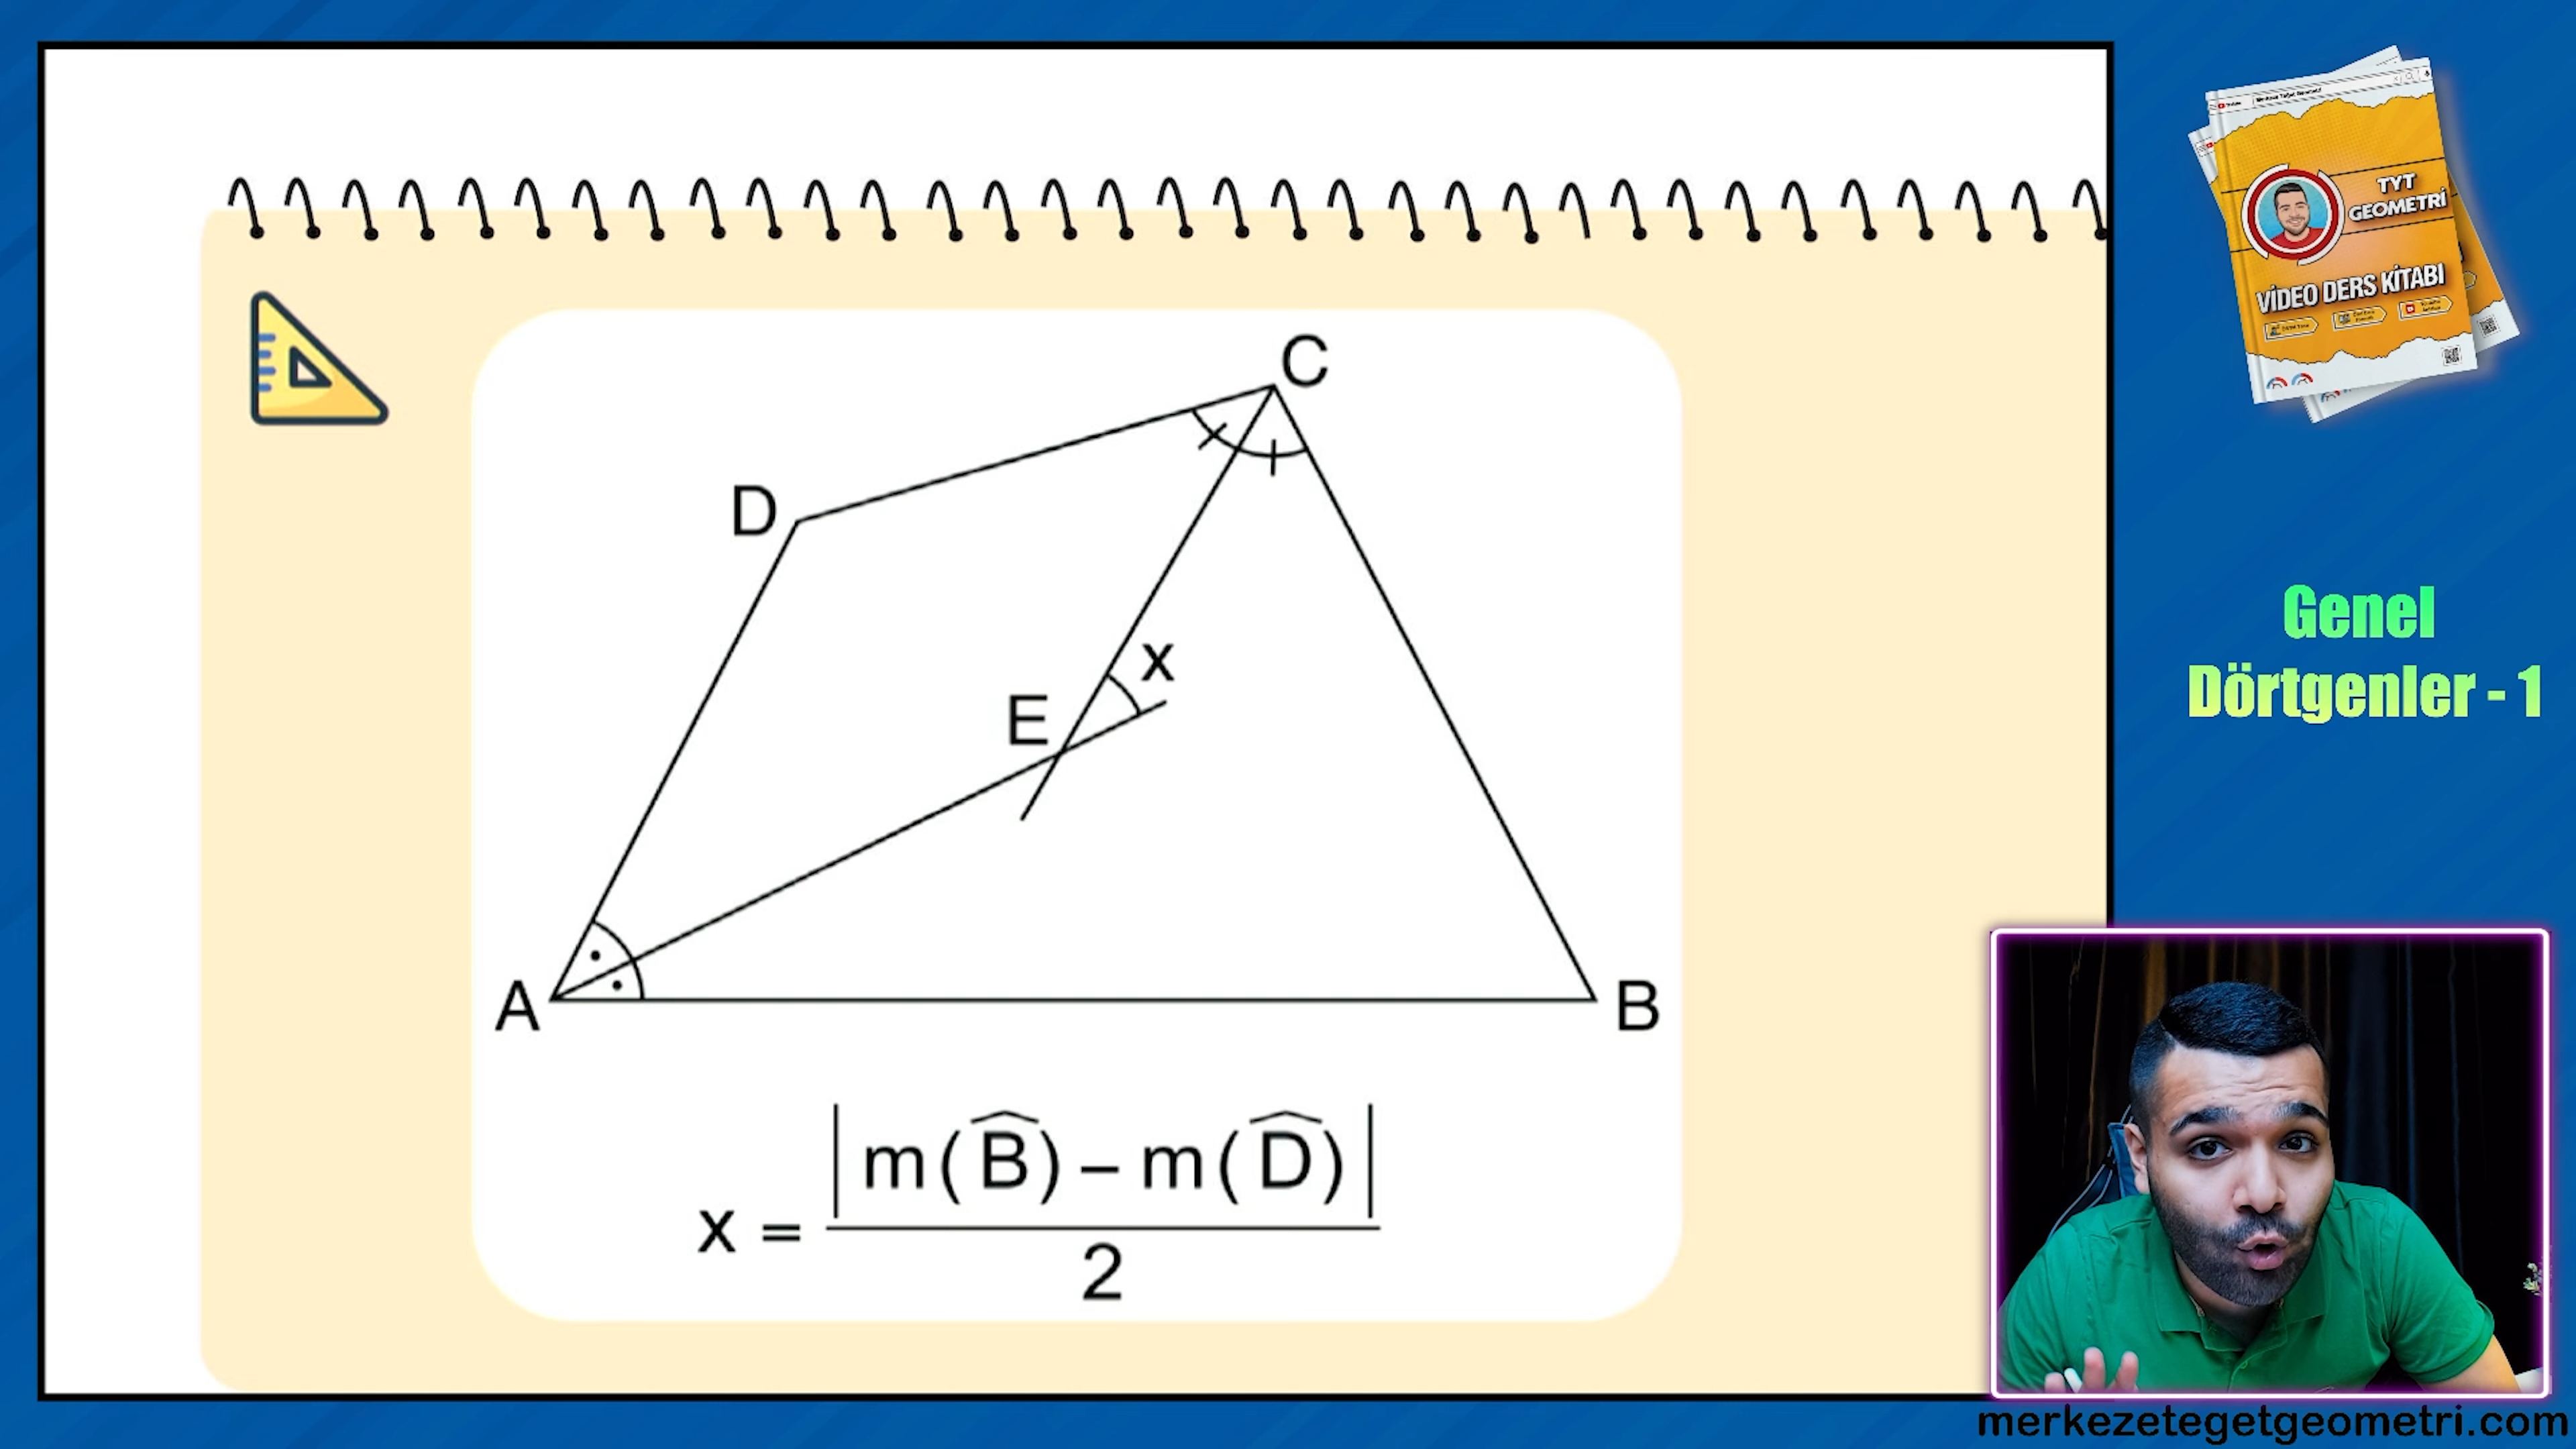 C
D
x
E
A
B
x = |m(B̂) – m(D̂)| / 2
TYT
GEOMETRİ
VİDEO DERS KİTABI
Genel
Dörtgenler - 1
merkezetegetgeometri.com